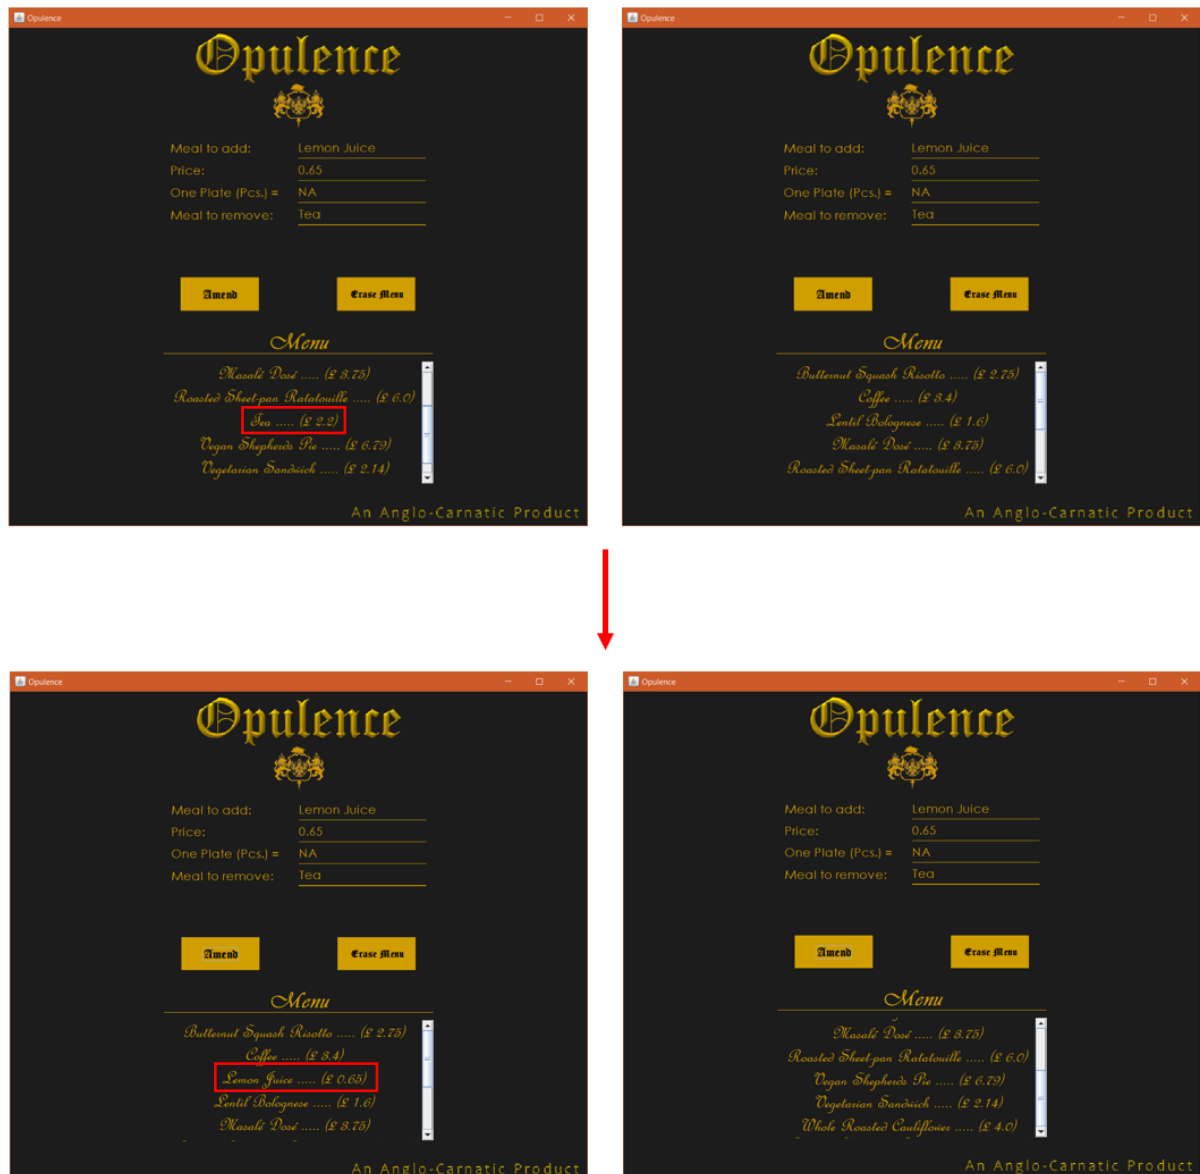 Opulence
Opulence
Meal to add: Lemon Juice
Price: 0.65
One Plate (Pcs.) = NA
Meal to remove: Tea
Amend Erase Menu
Menu
Masalé Dosé ..... (£ 3.75)
Roasted Sheet-pan Ratatouille ..... (£ 6.0)
Tea ..... (£ 2.2)
Vegan Shepherds Pie ..... (£ 6.79)
Vegetarian Sandwich ..... (£ 2.14)
An Anglo-Carnatic Product
Opulence
Opulence
Meal to add: Lemon Juice
Price: 0.65
One Plate (Pcs.) = NA
Meal to remove: Tea
Amend Erase Menu
Menu
Butternut Squash Risotto ..... (£ 2.75)
Coffee ..... (£ 3.4)
Lentil Bolognese ..... (£ 1.6)
Masalé Dosé ..... (£ 3.75)
Roasted Sheet-pan Ratatouille ..... (£ 6.0)
An Anglo-Carnatic Product
Opulence
Opulence
Meal to add: Lemon Juice
Price: 0.65
One Plate (Pcs.) = NA
Meal to remove: Tea
Amend Erase Menu
Menu
Butternut Squash Risotto ..... (£ 2.75)
Coffee ..... (£ 3.4)
Lemon Juice ..... (£ 0.65)
Lentil Bolognese ..... (£ 1.6)
Masalé Dosé ..... (£ 3.75)
An Anglo-Carnatic Product
Opulence
Opulence
Meal to add: Lemon Juice
Price: 0.65
One Plate (Pcs.) = NA
Meal to remove: Tea
Amend Erase Menu
Menu
Masalé Dosé ..... (£ 3.75)
Roasted Sheet-pan Ratatouille ..... (£ 6.0)
Vegan Shepherds Pie ..... (£ 6.79)
Vegetarian Sandwich ..... (£ 2.14)
Whole Roasted Cauliflower ..... (£ 4.0)
An Anglo-Carnatic Product